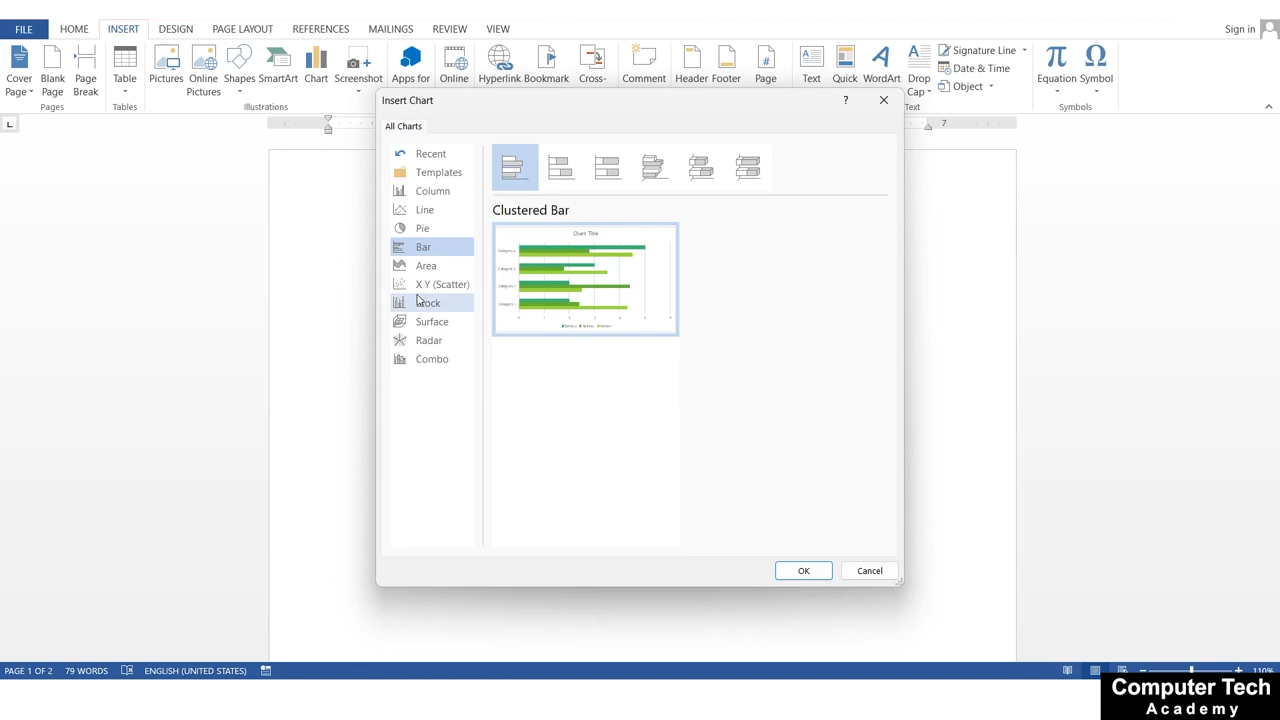 FILE HOME INSERT DESIGN PAGE LAYOUT REFERENCES MAILINGS REVIEW VIEW Sign in
Cover Page
Blank Page
Page Break
Table
Pictures
Online Pictures
Shapes
SmartArt
Chart
Screenshot
Apps for
Online
Hyperlink
Bookmark
Cross-
Comment
Header
Footer
Page
#
Text
Quick
WordArt
Drop Cap
Signature Line
Date & Time
Object
π
Equation
Ω
Symbol
Pages Tables Illustrations Text Symbols
L
7
Insert Chart ?
All Charts
Recent
Templates
Column
Line
Pie
Bar
Area
X Y (Scatter)
Surface
Radar
Combo
Clustered Bar
Chart Title
OK Cancel
PAGE 1 OF 2 79 WORDS ENGLISH (UNITED STATES) 110%
Computer Tech
Academy